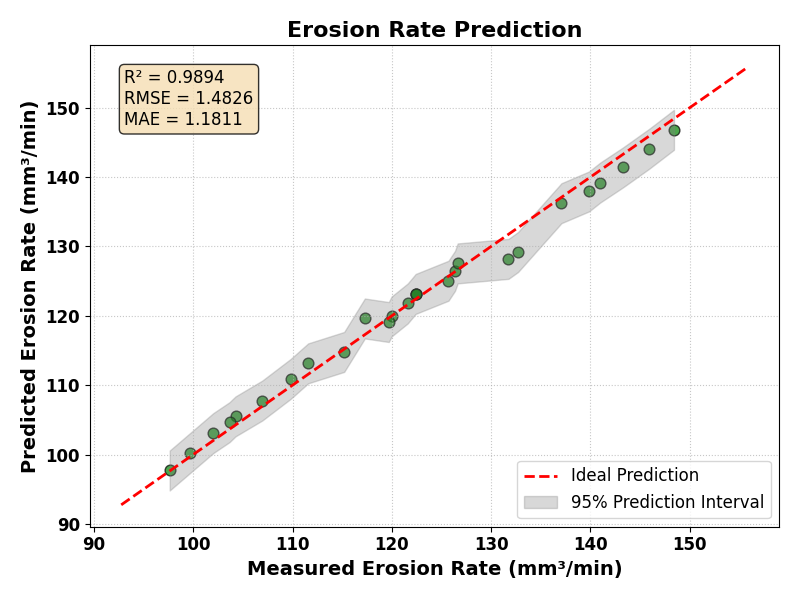 Erosion Rate Prediction
R² = 0.9894
RMSE = 1.4826
MAE = 1.1811
Predicted Erosion Rate (mm³/min)
150
140
130
120
110
100
90
90 100 110 120 130 140 150
Measured Erosion Rate (mm³/min)
Ideal Prediction
95% Prediction Interval